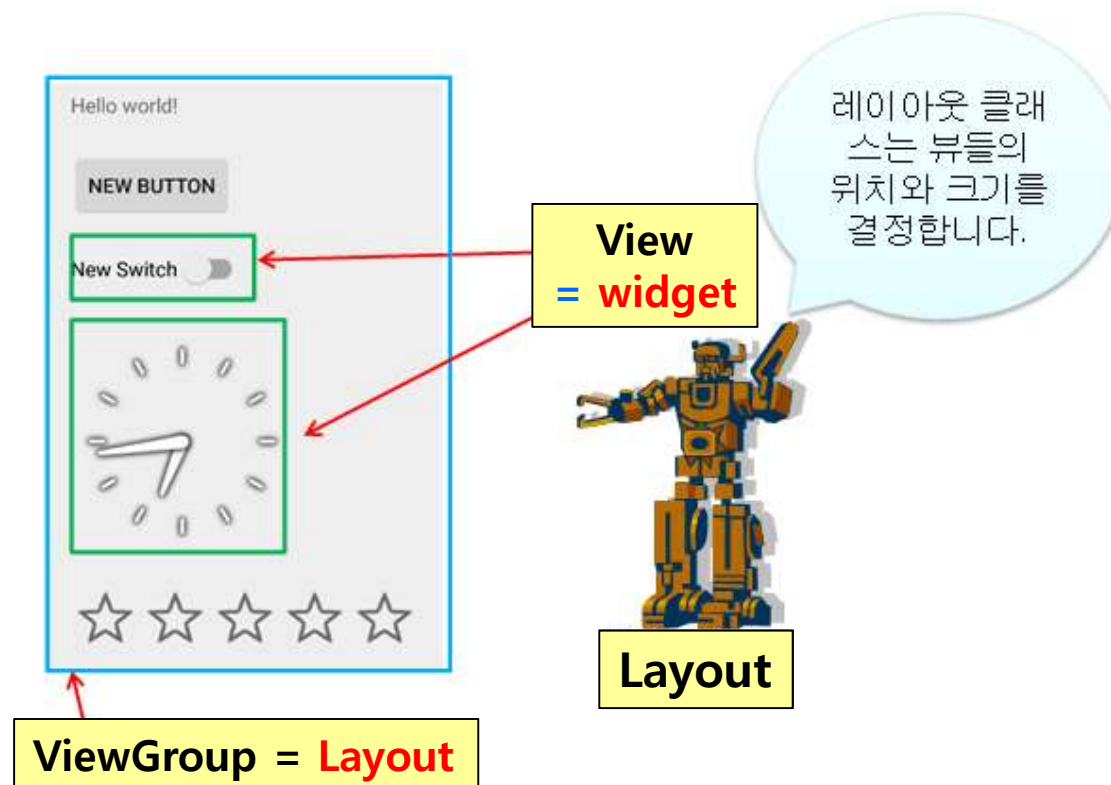 Hello world!
NEW BUTTON
New Switch
View
= widget
레이아웃 클래
스는 뷰들의
위치와 크기를
결정합니다.
Layout
ViewGroup = Layout